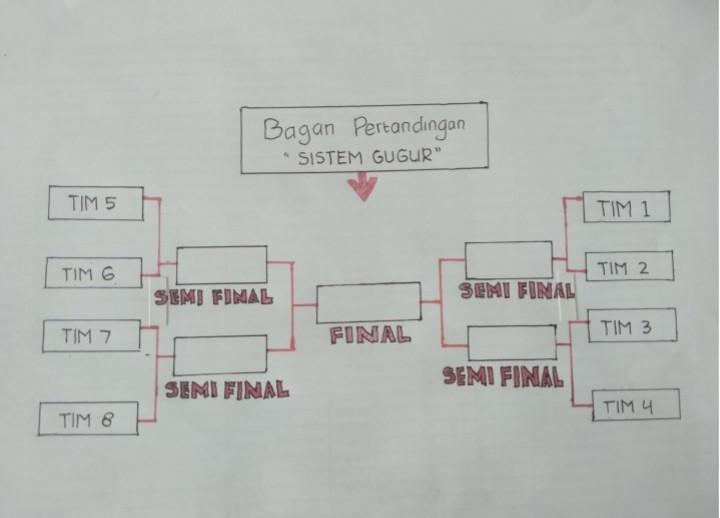 Bagan Pertandingan
"SISTEM GUGUR"
TIM 5
TIM 1
TIM 6
TIM 2
SEMI FINAL
SEMI FINAL
TIM 7
FINAL
TIM 3
SEMI FINAL
SEMI FINAL
TIM 8
TIM 4